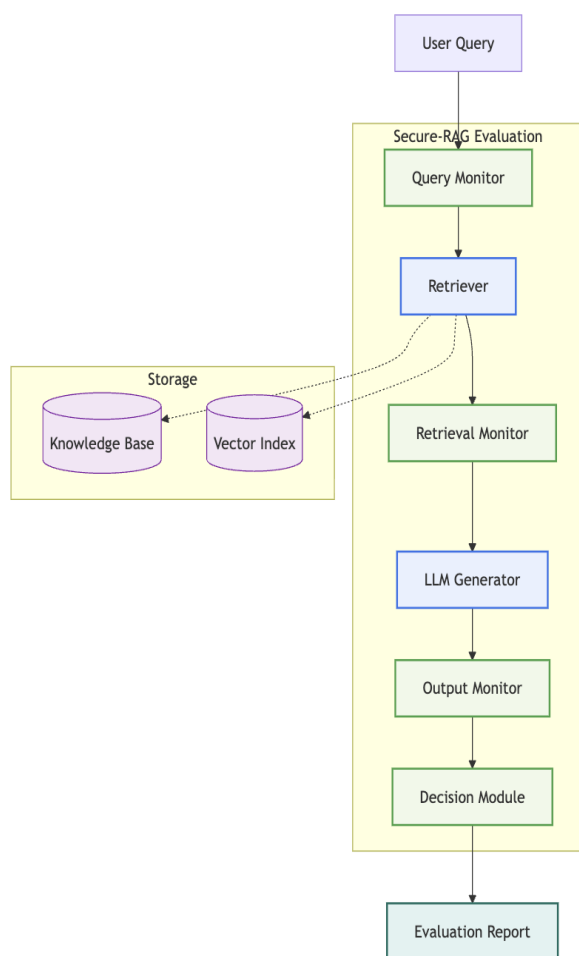 User Query
Secure-RAG Evaluation
Query Monitor
Retriever
Storage
Knowledge Base
Vector Index
Retrieval Monitor
LLM Generator
Output Monitor
Decision Module
Evaluation Report